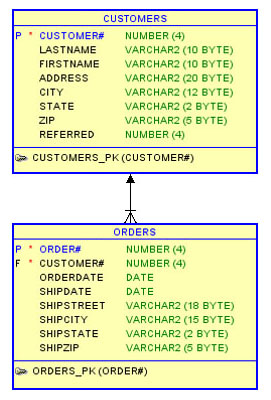 CUSTOMERS
P * CUSTOMER# NUMBER (4)
LASTNAME VARCHAR2 (10 BYTE)
FIRSTNAME VARCHAR2 (10 BYTE)
ADDRESS VARCHAR2 (20 BYTE)
CITY VARCHAR2 (12 BYTE)
STATE VARCHAR2 (2 BYTE)
ZIP VARCHAR2 (5 BYTE)
REFERRED NUMBER (4)
CUSTOMERS_PK (CUSTOMER#)
ORDERS
P * ORDER# NUMBER (4)
F * CUSTOMER# NUMBER (4)
ORDERDATE DATE
SHIPDATE DATE
SHIPSTREET VARCHAR2 (18 BYTE)
SHIPCITY VARCHAR2 (15 BYTE)
SHIPSTATE VARCHAR2 (2 BYTE)
SHIPZIP VARCHAR2 (5 BYTE)
ORDERS_PK (ORDER#)